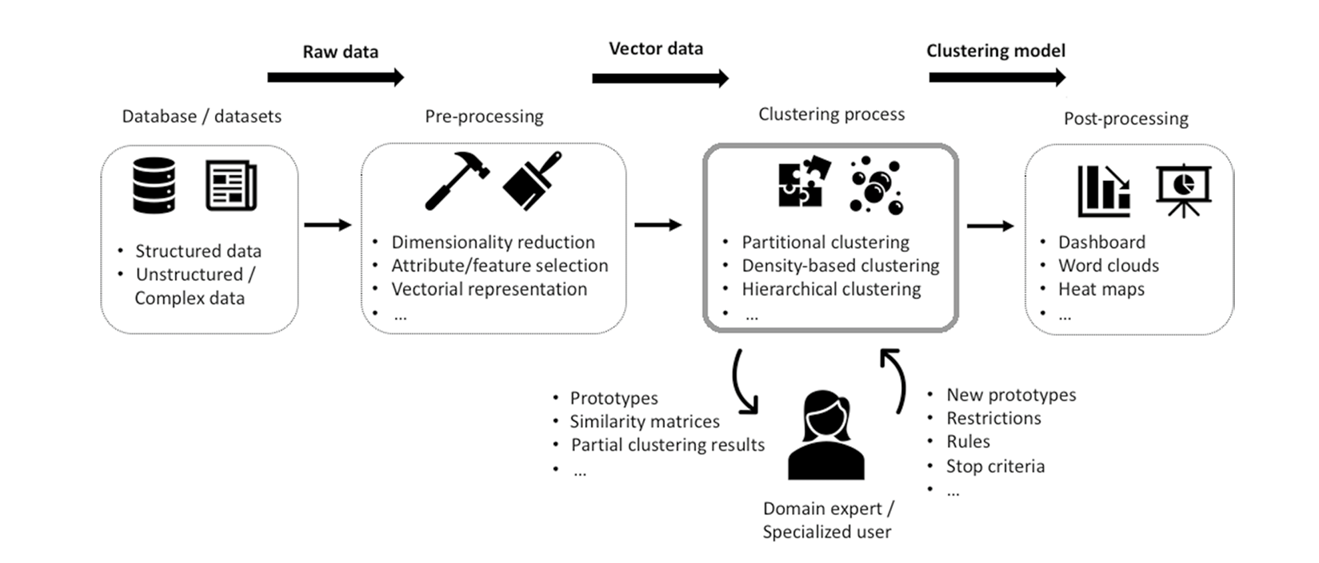 Raw data
Vector data
Clustering model
Database / datasets
Pre-processing
Clustering process
Post-processing
• Structured data
• Unstructured /
Complex data
• Dimensionality reduction
• Attribute/feature selection
• Vectorial representation
• ...
• Partitional clustering
• Density-based clustering
• Hierarchical clustering
• ...
• Dashboard
• Word clouds
• Heat maps
• ...
• Prototypes
• Similarity matrices
• Partial clustering results
• ...
• New prototypes
• Restrictions
• Rules
• Stop criteria
• ...
Domain expert /
Specialized user